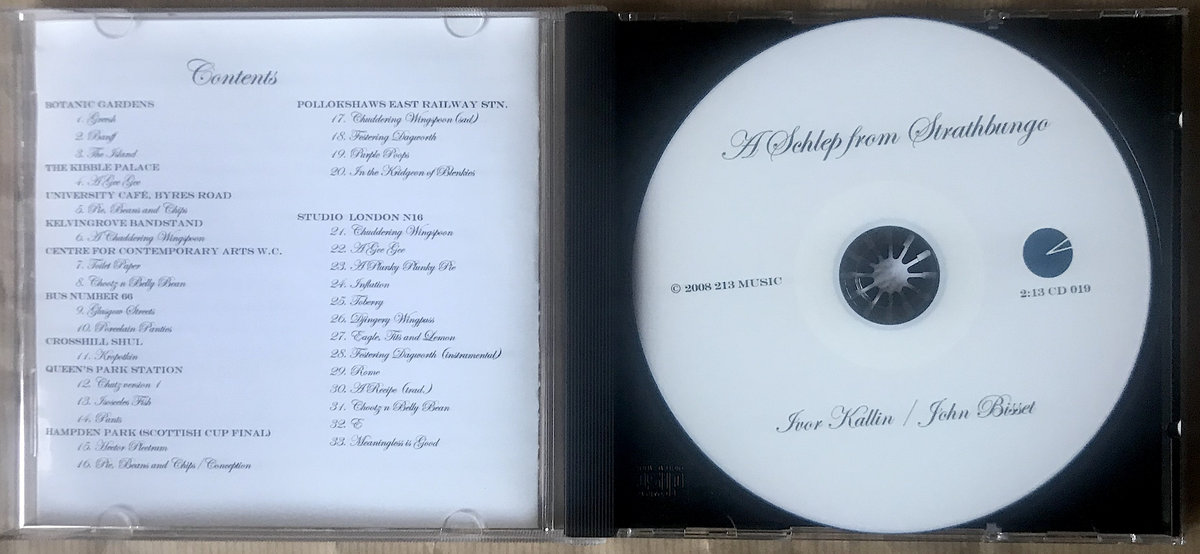 Contents
BOTANIC GARDENS
1. Greesh
2. Banff
3. The Island
THE KIBBLE PALACE
4. A Gee Gee
UNIVERSITY CAFÉ, BYRES ROAD
5. Pie, Beans and Chips
KELVINGROVE BANDSTAND
6. A Chuddering Wingspoon
CENTRE FOR CONTEMPORARY ARTS W.C.
7. Toilet Paper
8. Chootz n Belly Bean
BUS NUMBER 66
9. Glasgow Streets
10. Porcelain Panties
CROSSHILL SHUL
11. Kropotkin
QUEEN'S PARK STATION
12. Chutz version 1
13. Isosceles Fish
14. Pants
HAMPDEN PARK (SCOTTISH CUP FINAL)
15. Hector Plectrum
16. Pie, Beans and Chips / Conception
POLLOKSHAWS EAST RAILWAY STN.
17. Chuddering Wingspoon (sad)
18. Festering Dagworth
19. Purple Poops
20. In the Kridgeon of Blenkies
STUDIO LONDON N16
21. Chuddering Wingspoon
22. A Gee Gee
23. A Plunky Plunky Pie
24. Inflation
25. Toberry
26. Djingery Wingpuss
27. Eagle, Tits and Lemon
28. Festering Dagworth (instrumental)
29. Rome
30. A Recipe (trad.)
31. Chootz n Belly Bean
32. E
33. Meaningless is Good
A Schlep from Strathbungo
© 2008 213 MUSIC
2:13 CD 019
Ivor Kallin / John Bisset